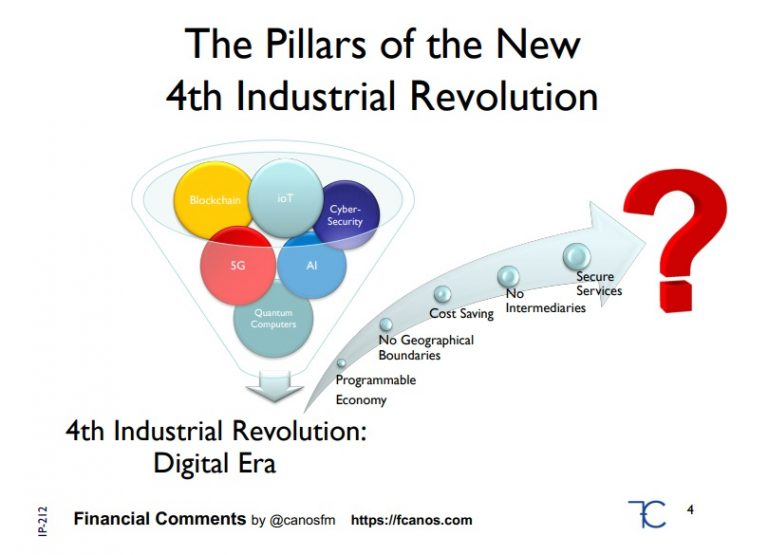 The Pillars of the New
4th Industrial Revolution
Blockchain
ioT
Cyber-
Security
5G
AI
Quantum
Computers
Secure
Services
No
Intermediaries
Cost Saving
No Geographical
Boundaries
Programmable
Economy
?
4th Industrial Revolution:
Digital Era
IP-212
Financial Comments by @canosfm https://fcanos.com
FC
4